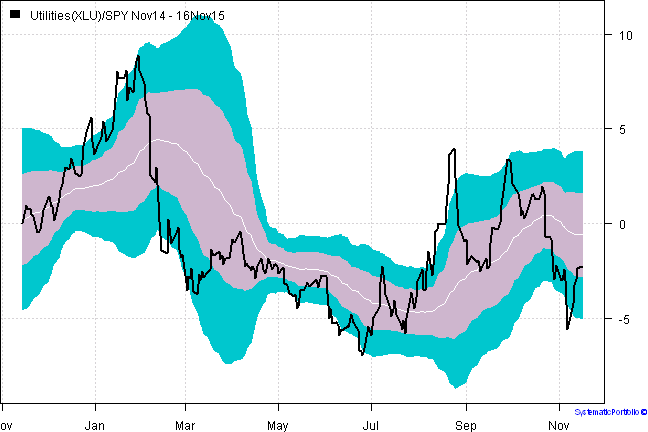 Utilities(XLU)/SPY Nov14 - 16Nov15
10
5
0
-5
ov Jan Mar May Jul Sep Nov
SystematicPortfolio ©